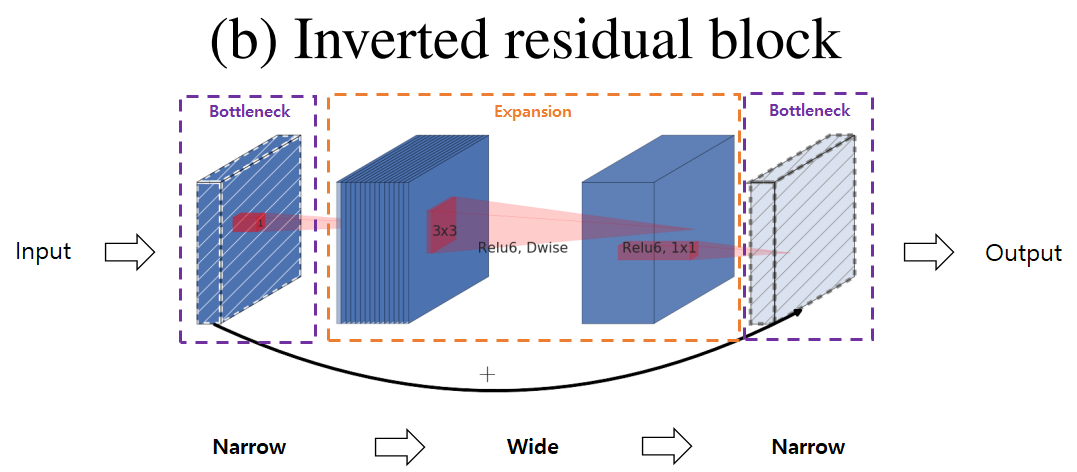 (b) Inverted residual block
Bottleneck
Expansion
Bottleneck
1
3x3
Relu6, Dwise
Relu6, 1x1
Input
Output
+
Narrow
Wide
Narrow